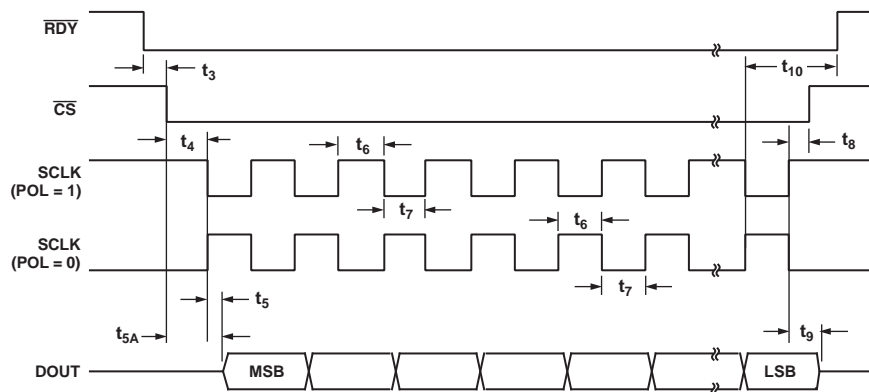 RDY
t3
t10
CS
t4
t6
t8
SCLK
(POL = 1)
t7
t6
SCLK
(POL = 0)
t5
t7
t5A
t9
DOUT
MSB
LSB